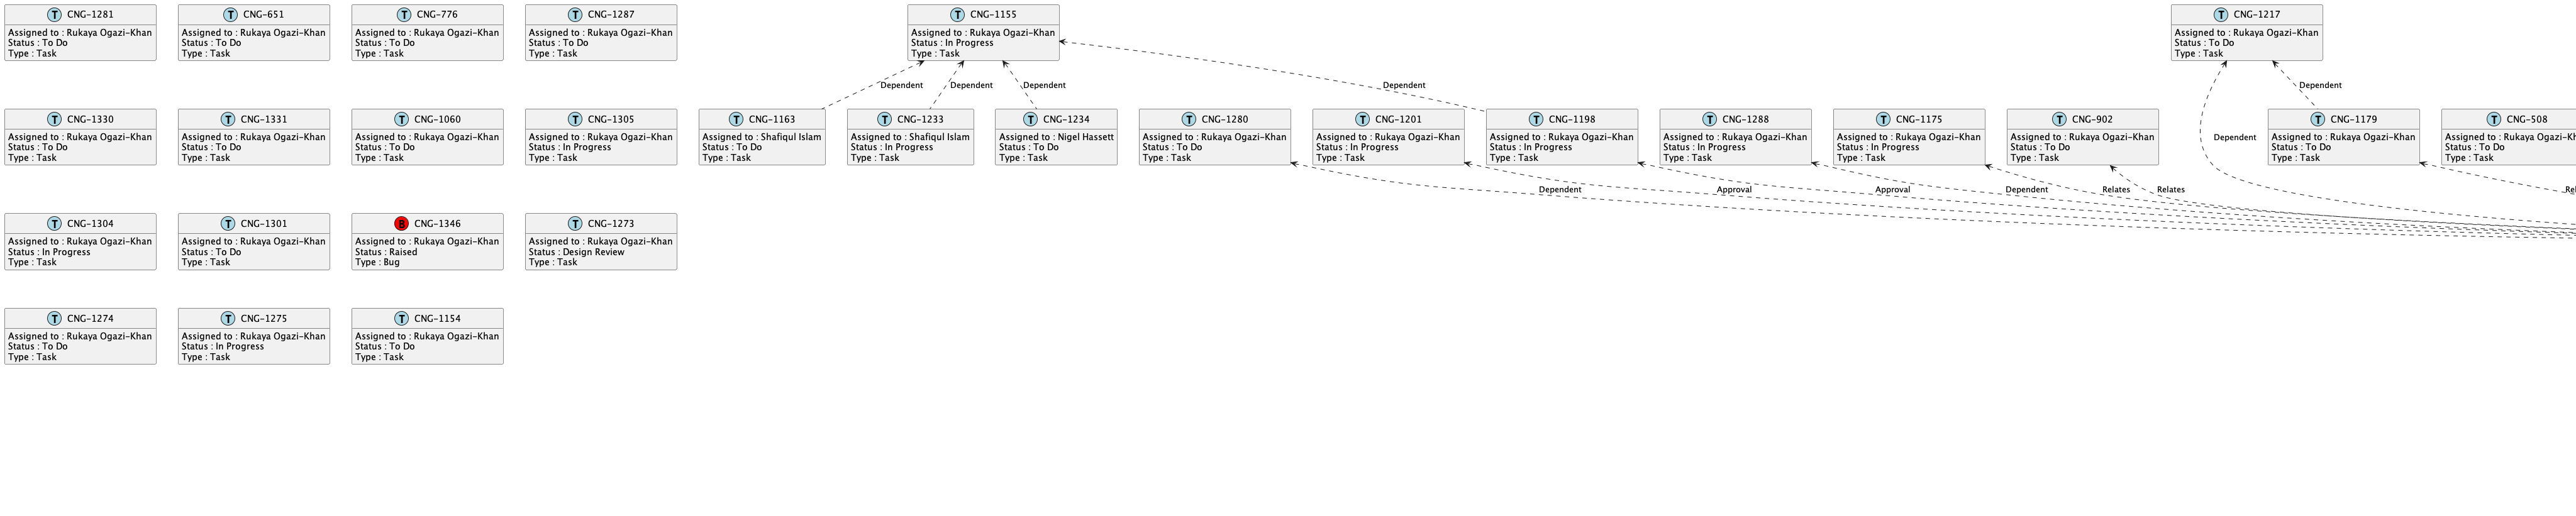 T CNG-1281
Assigned to : Rukaya Ogazi-Khan
Status : To Do
Type : Task
T CNG-651
Assigned to : Rukaya Ogazi-Khan
Status : To Do
Type : Task
T CNG-776
Assigned to : Rukaya Ogazi-Khan
Status : To Do
Type : Task
T CNG-1287
Assigned to : Rukaya Ogazi-Khan
Status : To Do
Type : Task
T CNG-1155
Assigned to : Rukaya Ogazi-Khan
Status : In Progress
Type : Task
T CNG-1217
Assigned to : Rukaya Ogazi-Khan
Status : To Do
Type : Task
Dependent
Dependent
Dependent
Dependent
Dependent
T CNG-1330
Assigned to : Rukaya Ogazi-Khan
Status : To Do
Type : Task
T CNG-1331
Assigned to : Rukaya Ogazi-Khan
Status : To Do
Type : Task
T CNG-1060
Assigned to : Rukaya Ogazi-Khan
Status : To Do
Type : Task
T CNG-1305
Assigned to : Rukaya Ogazi-Khan
Status : In Progress
Type : Task
T CNG-1163
Assigned to : Shafiqul Islam
Status : To Do
Type : Task
T CNG-1233
Assigned to : Shafiqul Islam
Status : In Progress
Type : Task
T CNG-1234
Assigned to : Nigel Hassett
Status : To Do
Type : Task
T CNG-1280
Assigned to : Rukaya Ogazi-Khan
Status : To Do
Type : Task
T CNG-1201
Assigned to : Rukaya Ogazi-Khan
Status : In Progress
Type : Task
T CNG-1198
Assigned to : Rukaya Ogazi-Khan
Status : In Progress
Type : Task
T CNG-1288
Assigned to : Rukaya Ogazi-Khan
Status : In Progress
Type : Task
T CNG-1175
Assigned to : Rukaya Ogazi-Khan
Status : In Progress
Type : Task
T CNG-902
Assigned to : Rukaya Ogazi-Khan
Status : To Do
Type : Task
Dependent
T CNG-1179
Assigned to : Rukaya Ogazi-Khan
Status : To Do
Type : Task
T CNG-508
Assigned to : Rukaya Ogazi-
Status : To Do
Type : Task
Dependent
Approval
Approval
Dependent
Relates
Relates
T CNG-1304
Assigned to : Rukaya Ogazi-Khan
Status : In Progress
Type : Task
T CNG-1301
Assigned to : Rukaya Ogazi-Khan
Status : To Do
Type : Task
B CNG-1346
Assigned to : Rukaya Ogazi-Khan
Status : Raised
Type : Bug
T CNG-1273
Assigned to : Rukaya Ogazi-Khan
Status : Design Review
Type : Task
T CNG-1274
Assigned to : Rukaya Ogazi-Khan
Status : To Do
Type : Task
T CNG-1275
Assigned to : Rukaya Ogazi-Khan
Status : In Progress
Type : Task
T CNG-1154
Assigned to : Rukaya Ogazi-Khan
Status : To Do
Type : Task